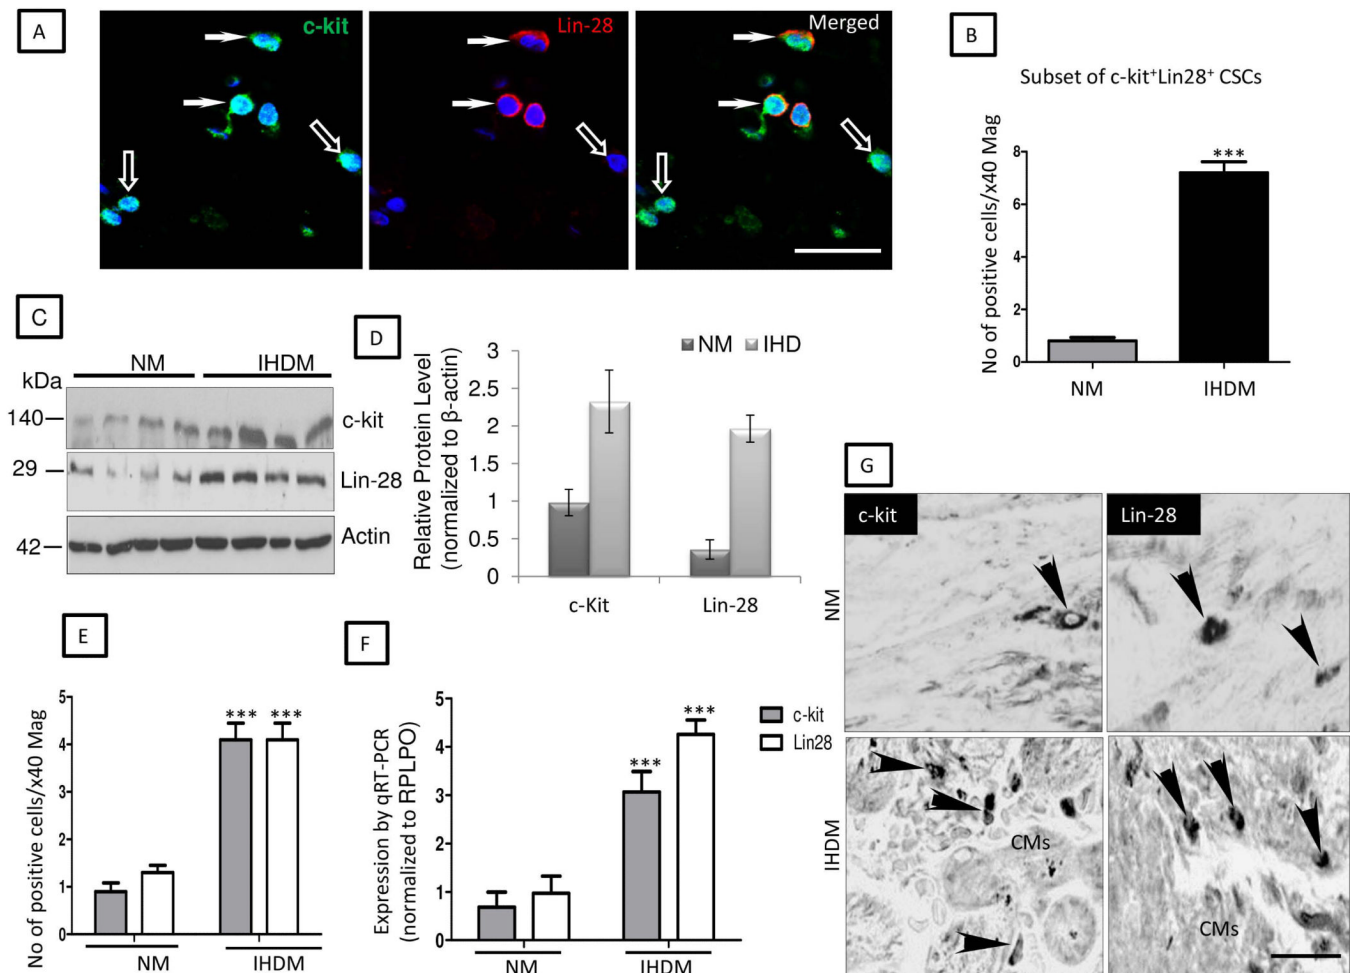 A
c-kit
Lin-28
Merged
B
Subset of c-kit⁺Lin28⁺ CSCs
No of positive cells/x40 Mag
8
6
4
2
0
***
NM
IHDM
C
NM
IHDM
kDa
140
c-kit
29
Lin-28
42
Actin
D
NM
IHD
Relative Protein Level
(normalized to β-actin)
3
2.5
2
1.5
1
0.5
0
c-Kit
Lin-28
E
No of positive cells/x40 Mag
5
4
3
2
1
0
***
***
NM
IHDM
F
Expression by qRT-PCR
(normalized to RPLPO)
5
4
3
2
1
0
***
***
c-kit
Lin28
NM
IHDM
G
c-kit
Lin-28
NM
IHDM
CMs
CMs